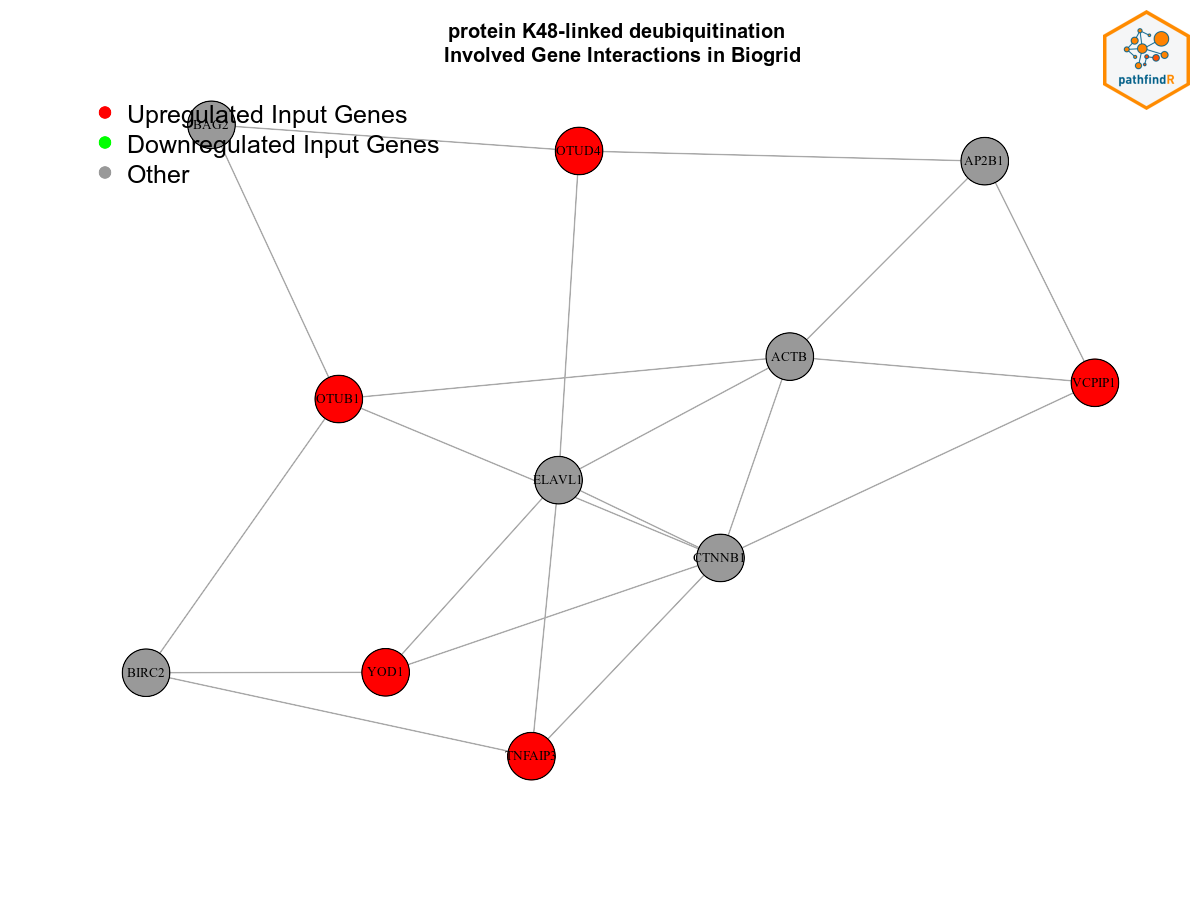 protein K48-linked deubiquitination
Involved Gene Interactions in Biogrid
pathfindR
Upregulated Input Genes
Downregulated Input Genes
Other
BAG2
OTUD4
AP2B1
ACTB
VCPIP1
OTUB1
ELAVL1
CTNNB1
BIRC2
YOD1
TNFAIP3